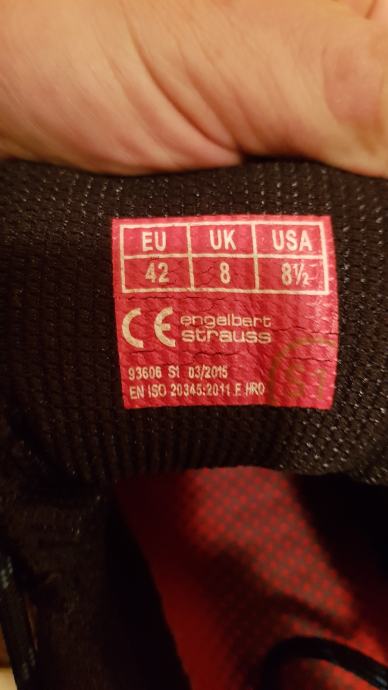 EU UK USA
42 8 8½
CE engelbert
strauss
93606 S1 03/2015
EN ISO 20345:2011 E HRO
S1